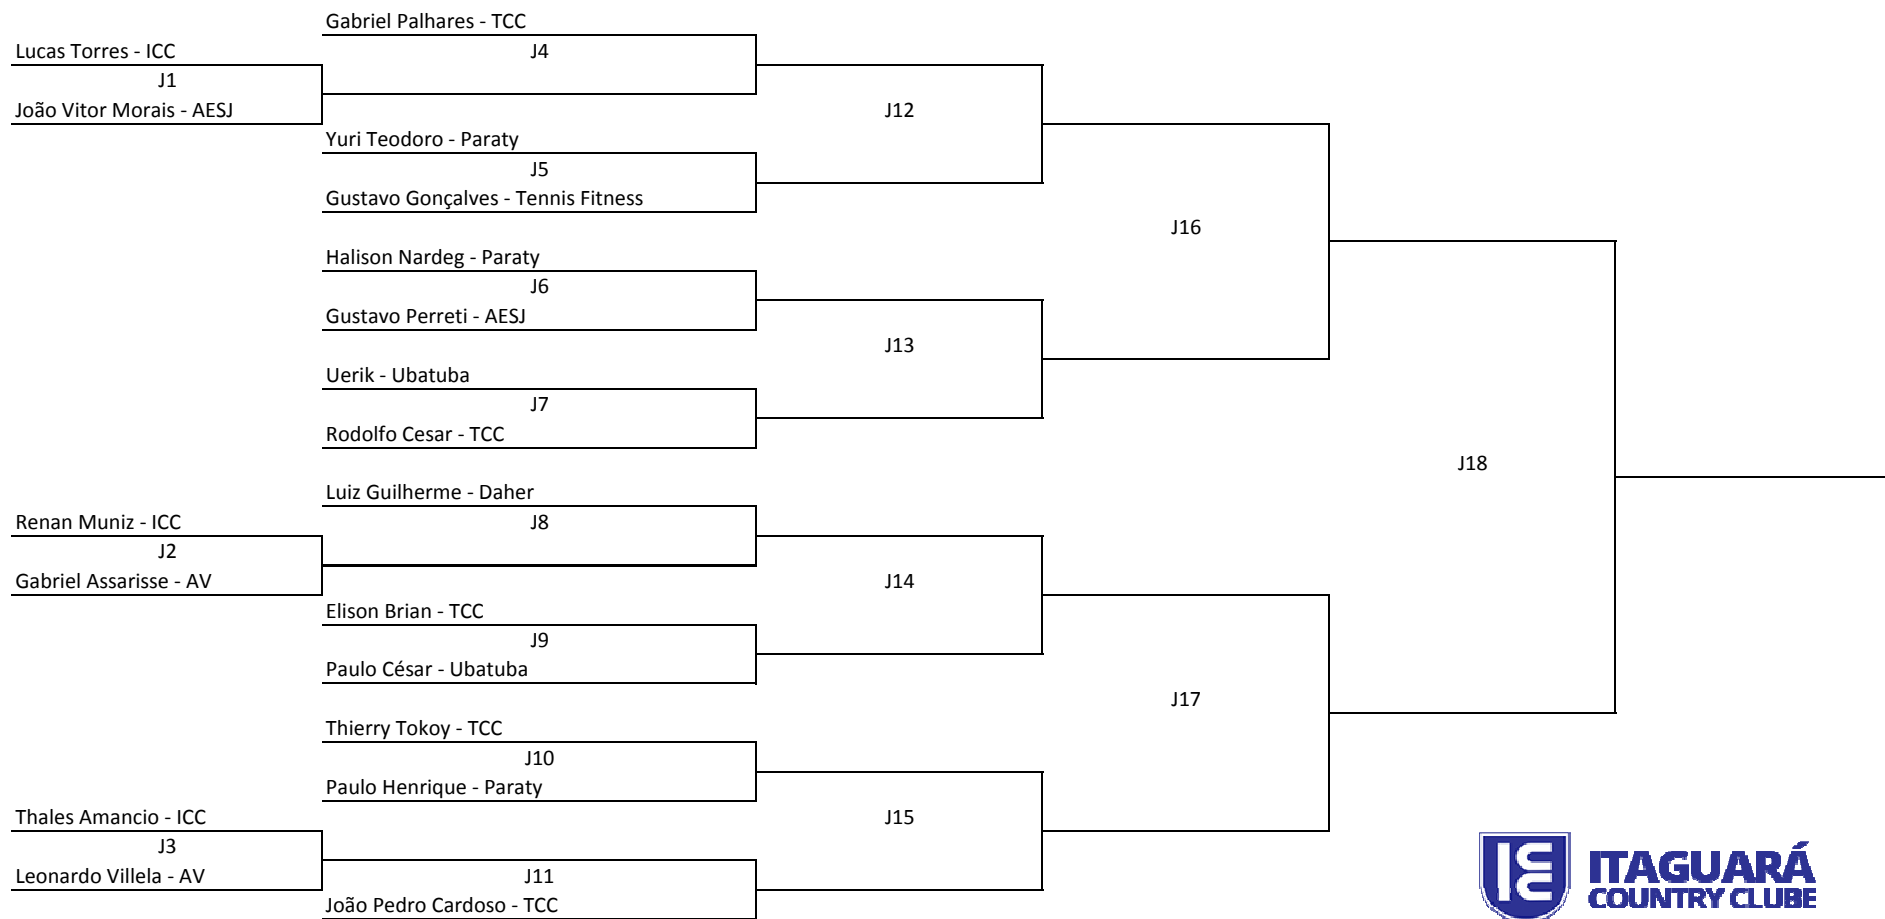 Gabriel Palhares - TCC
Lucas Torres - ICC
J4
J1
João Vitor Morais - AESJ
J12
Yuri Teodoro - Paraty
J5
Gustavo Gonçalves - Tennis Fitness
J16
Halison Nardeg - Paraty
J6
Gustavo Perreti - AESJ
J13
Uerik - Ubatuba
J7
Rodolfo Cesar - TCC
J18
Luiz Guilherme - Daher
Renan Muniz - ICC
J8
J2
Gabriel Assarisse - AV
J14
Elison Brian - TCC
J9
Paulo César - Ubatuba
J17
Thierry Tokoy - TCC
J10
Paulo Henrique - Paraty
Thales Amancio - ICC
J15
J3
Leonardo Villela - AV
J11
João Pedro Cardoso - TCC
ITAGUARÁ
COUNTRY CLUBE